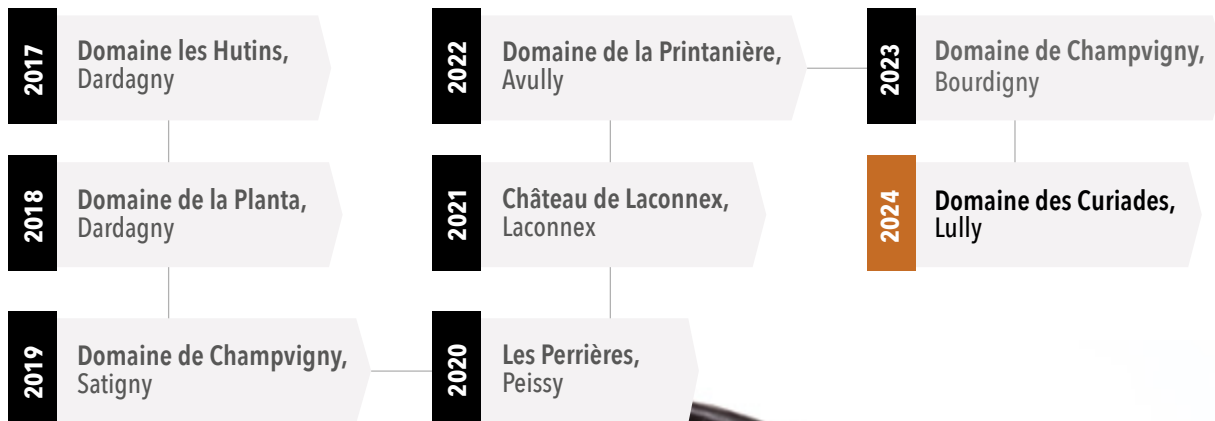 2017
Domaine les Hutins,
Dardagny
2018
Domaine de la Planta,
Dardagny
2019
Domaine de Champvigny,
Satigny
2020
Les Perrières,
Peissy
2021
Château de Laconnex,
Laconnex
2022
Domaine de la Printanière,
Avully
2023
Domaine de Champvigny,
Bourdigny
2024
Domaine des Curiades,
Lully